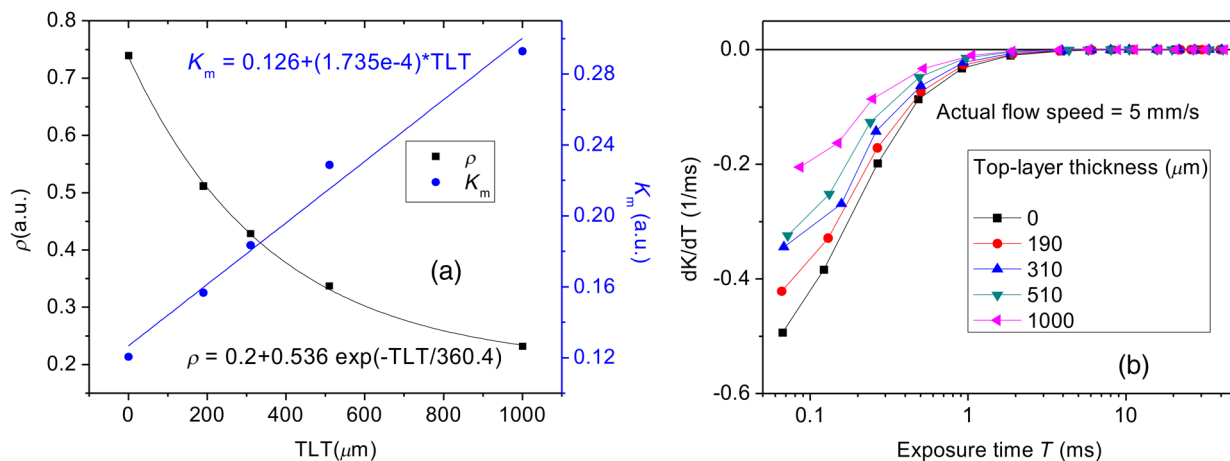 0.8
0.7
0.6
0.5
0.4
0.3
0.2
ρ(a.u.)
0 200 400 600 800 1000
TLT(μm)
0.28
0.24
0.20
0.16
0.12
Km (a.u.)
Km = 0.126+(1.735e-4)*TLT
ρ
Km
(a)
ρ = 0.2+0.536 exp(-TLT/360.4)
0.0
-0.2
-0.4
-0.6
dK/dT (1/ms)
0.1 1 10
Exposure time T (ms)
Actual flow speed = 5 mm/s
Top-layer thickness (μm)
0
190
310
510
1000
(b)